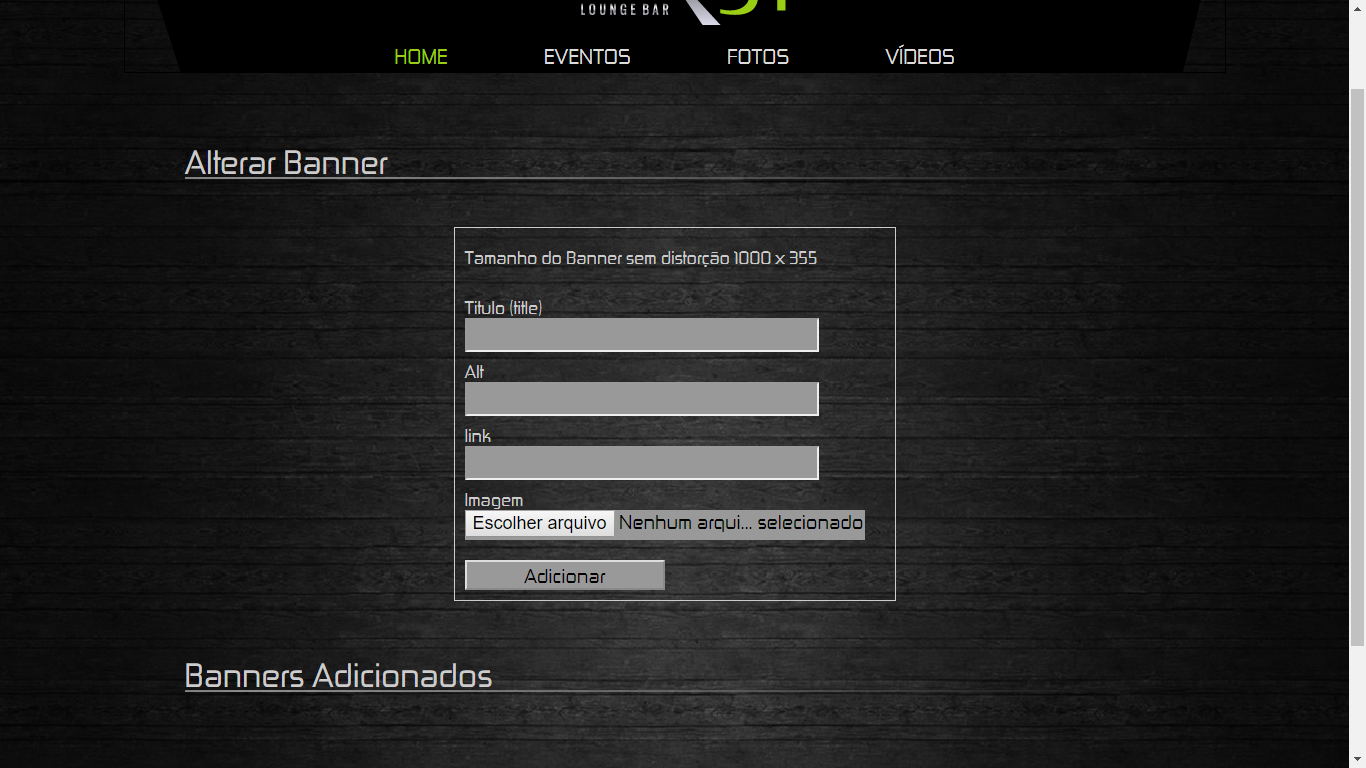 LOUNGE BAR
HOME EVENTOS FOTOS VÍDEOS
Alterar Banner
Tamanho do Banner sem distorção 1000 x 355
Titulo (title)
Alt
link
Imagem
Escolher arquivo Nenhum arqui... selecionado
Adicionar
Banners Adicionados